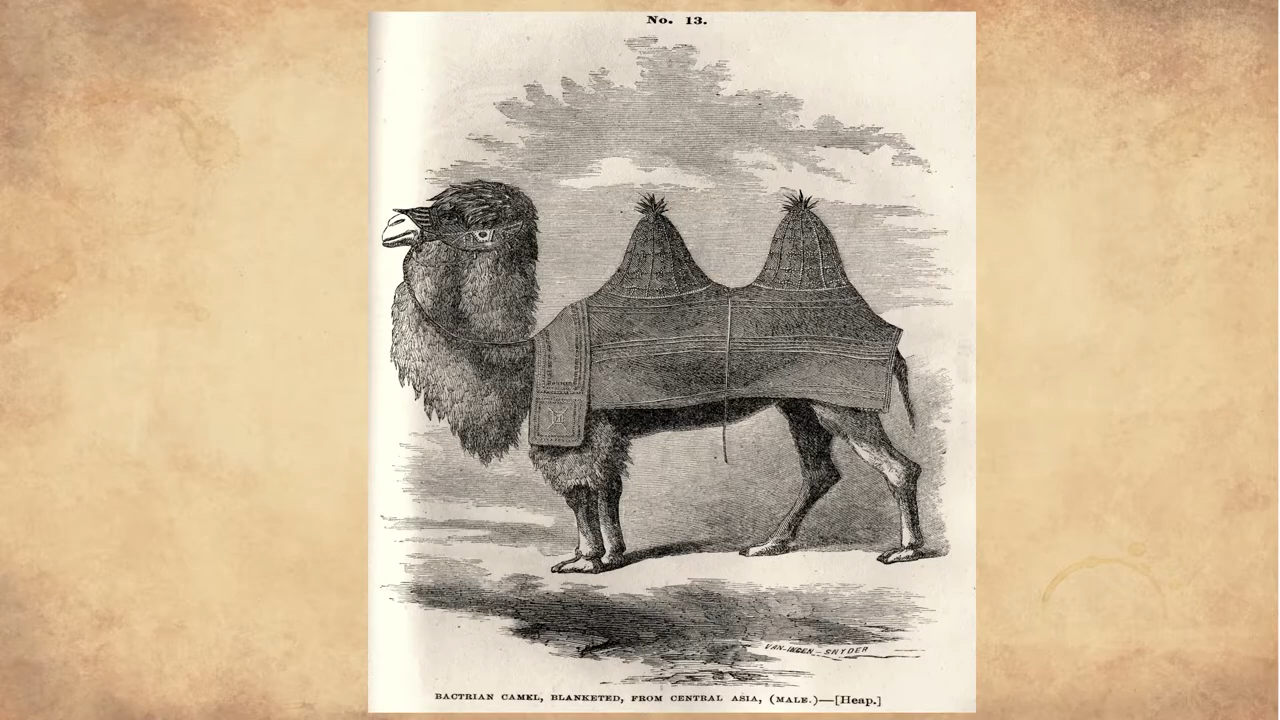 No. 13.
VAN-INGEN-SNYDER
BACTRIAN CAMEL, BLANKETED, FROM CENTRAL ASIA, (MALE.)—[Heap.]